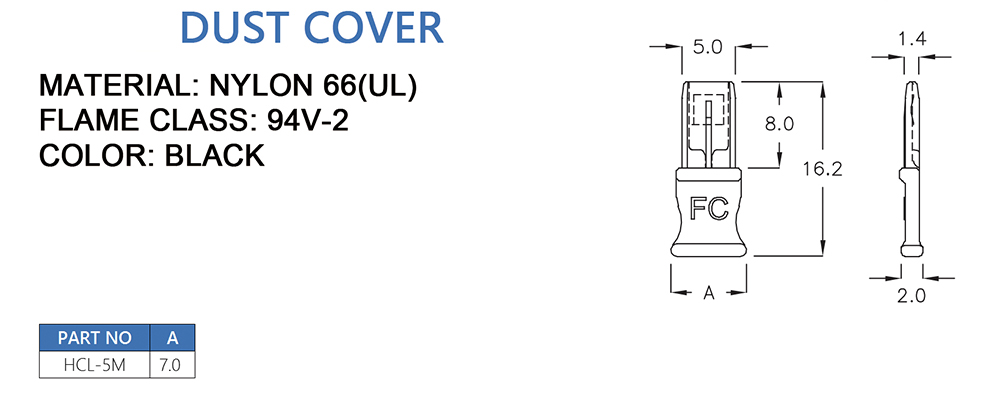 DUST COVER
MATERIAL: NYLON 66(UL)
FLAME CLASS: 94V-2
COLOR: BLACK
5.0
1.4
8.0
16.2
FC
A
2.0
PART NO A
HCL-5M 7.0